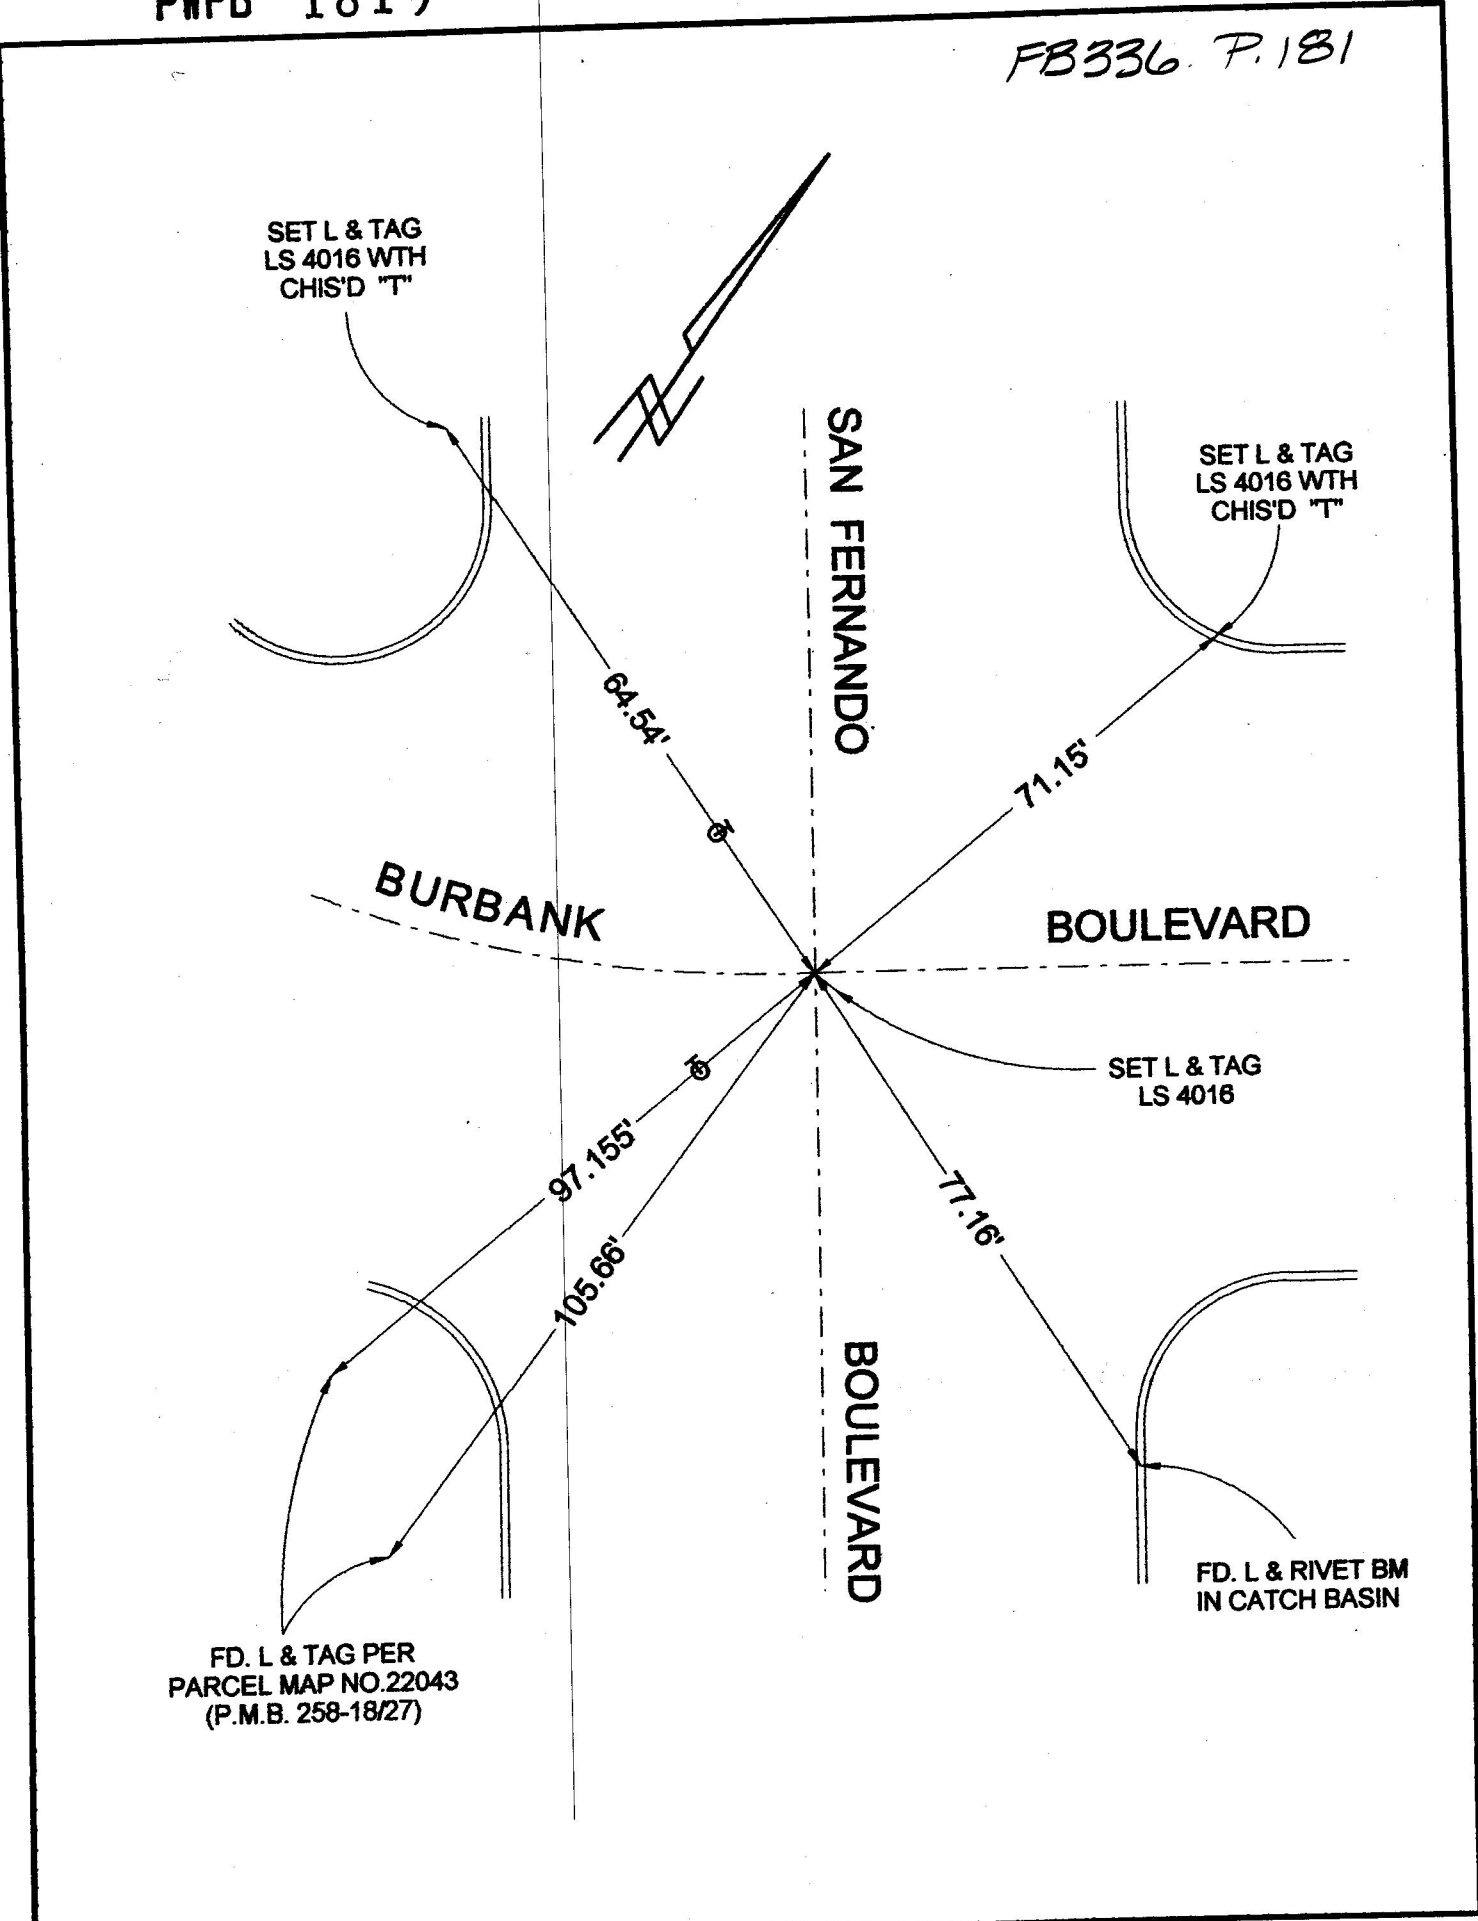 FB336 P.181
SET L & TAG
LS 4016 WTH
CHIS'D "T"
SET L & TAG
LS 4016 WTH
CHIS'D "T"
SAN FERNANDO
64.54'
71.15'
BURBANK
BOULEVARD
SET L & TAG
LS 4016
97.155'
77.16'
105.66'
BOULEVARD
FD. L & RIVET BM
IN CATCH BASIN
FD. L & TAG PER
PARCEL MAP NO.22043
(P.M.B. 258-18/27)